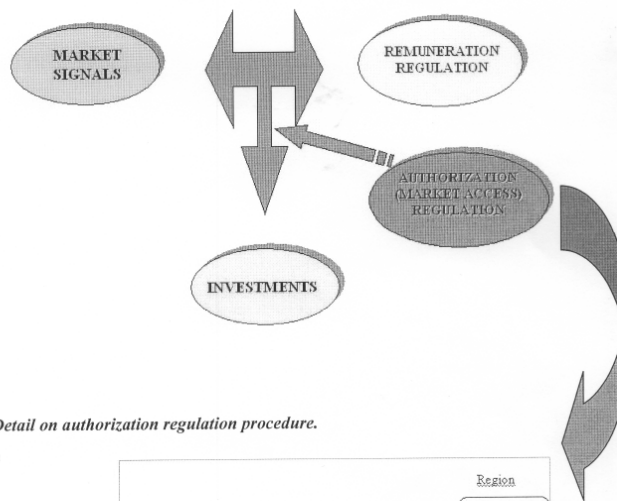 MARKET
SIGNALS
REMUNERATION
REGULATION
AUTHORIZATION
(MARKET ACCESS)
REGULATION
INVESTMENTS
Detail on authorization regulation procedure.
Region